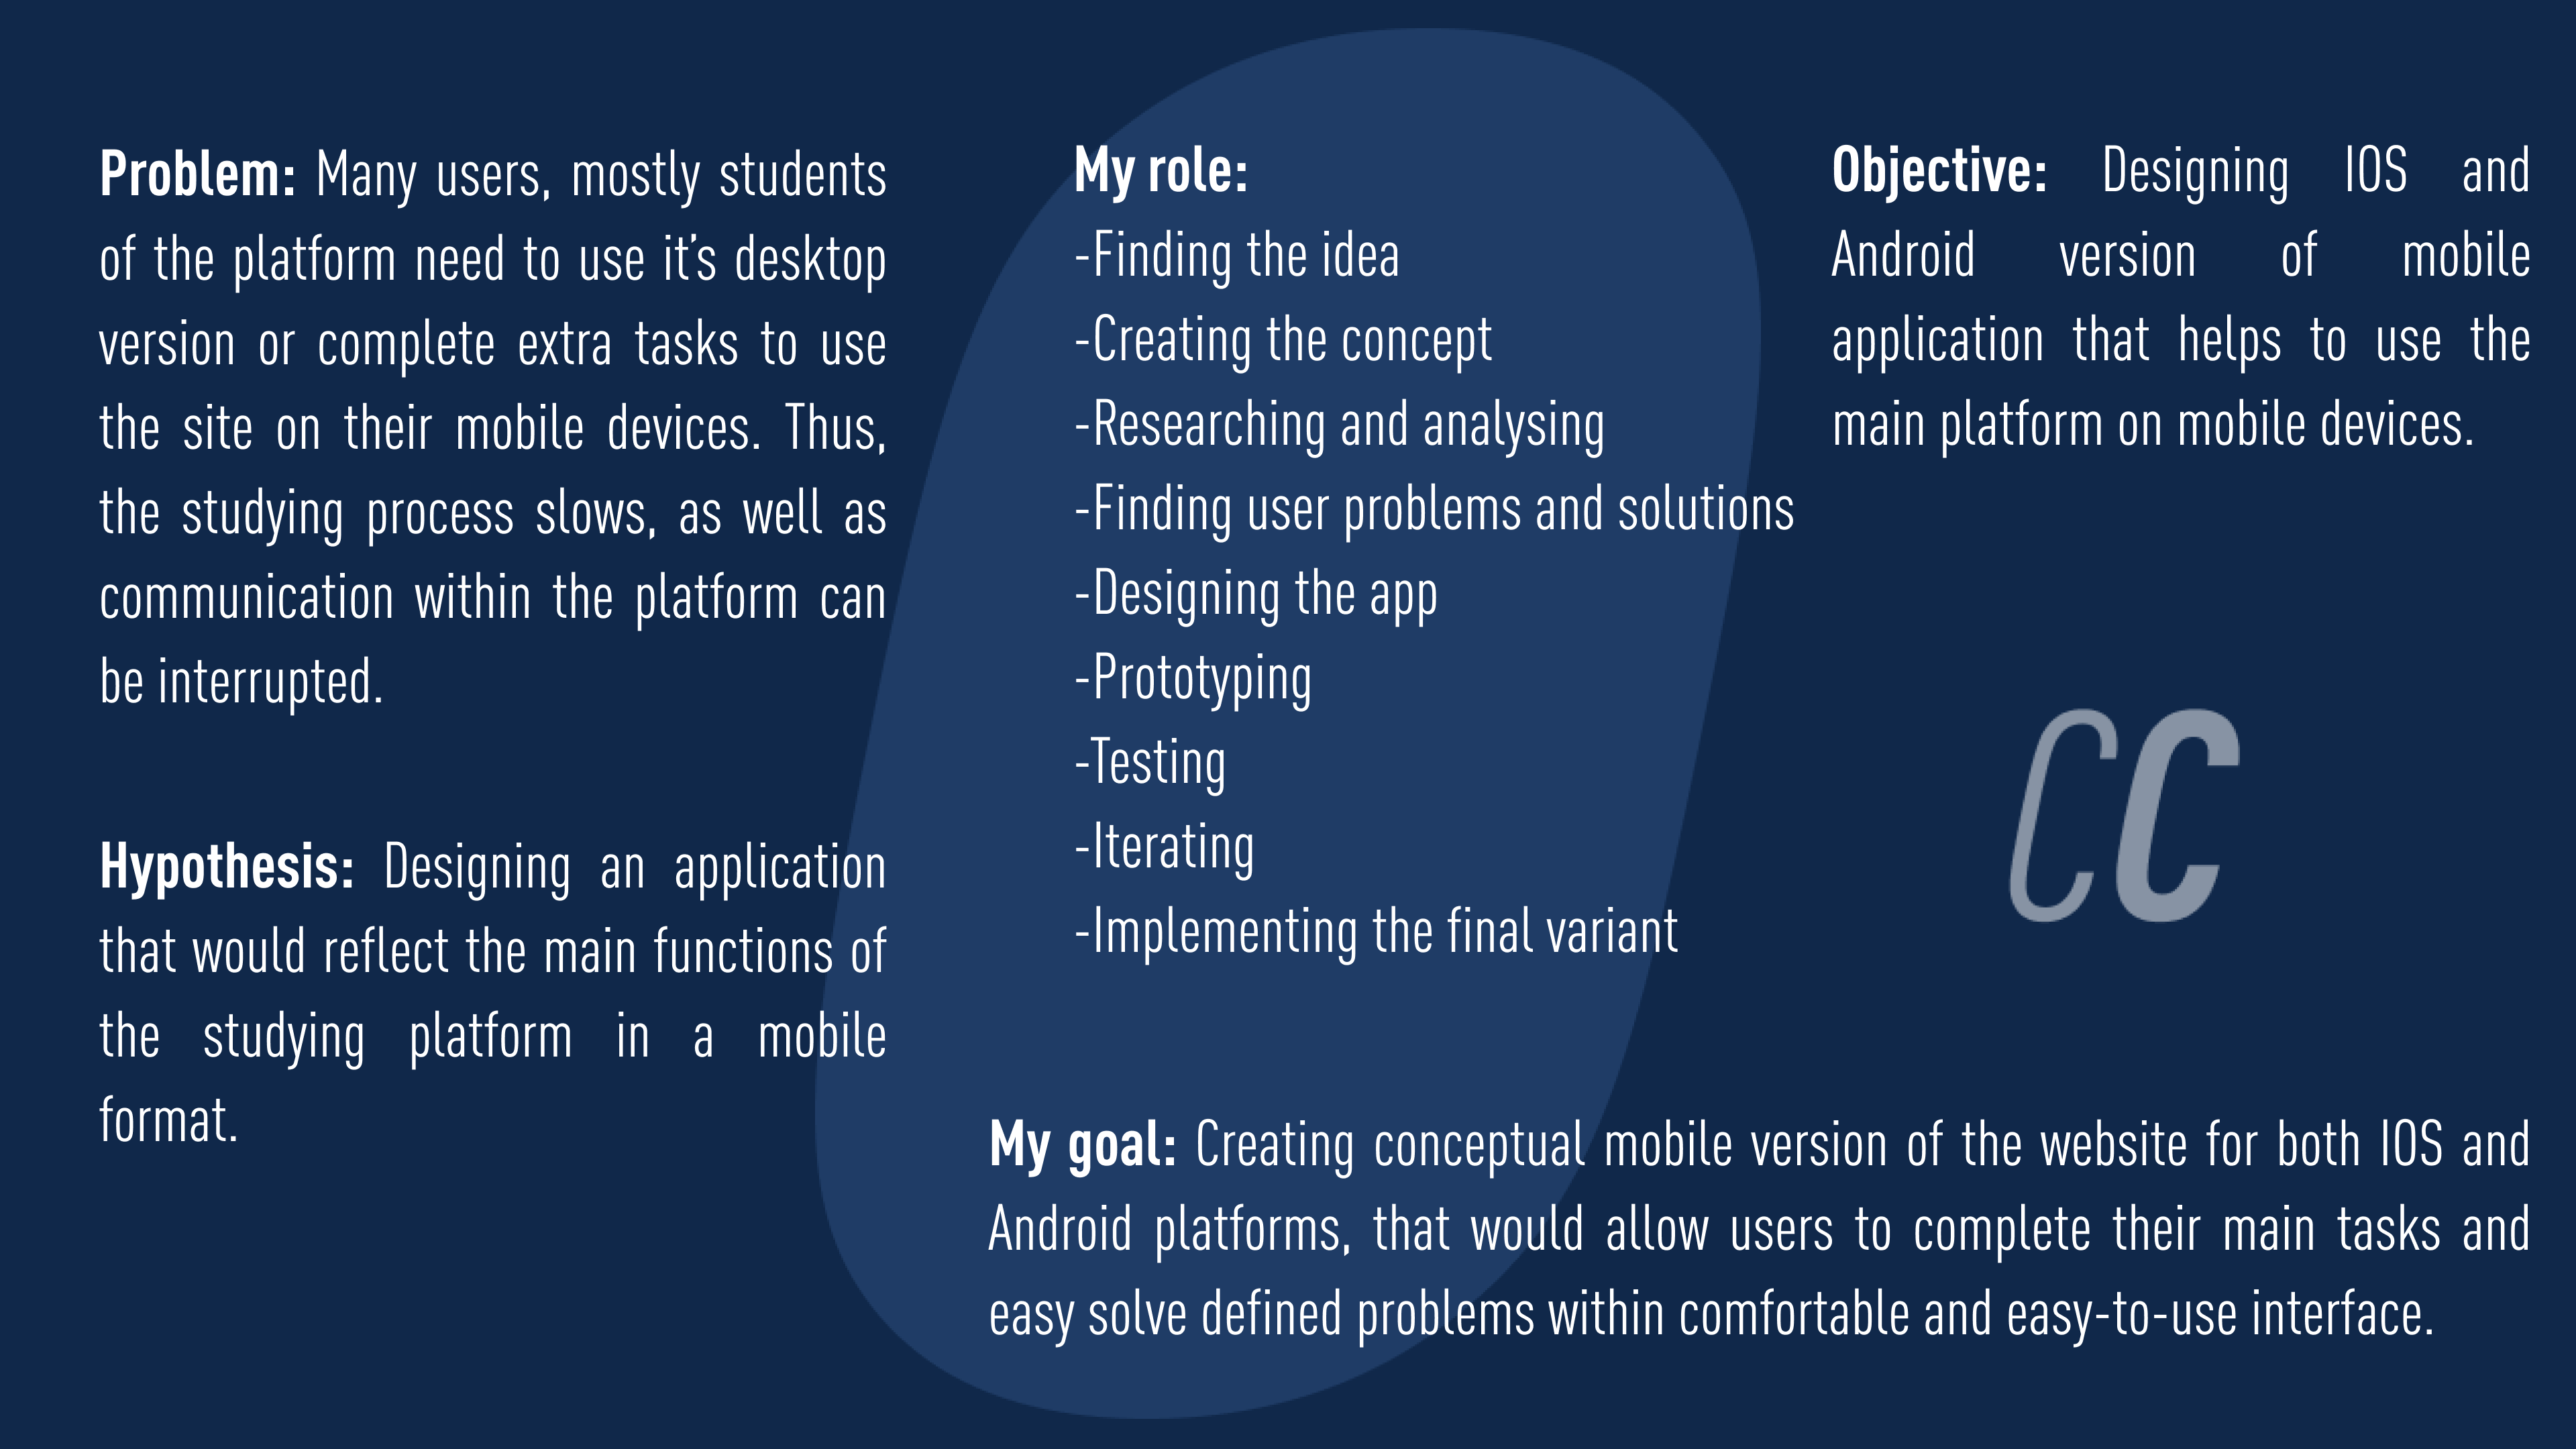 Problem: Many users, mostly students
of the platform need to use it’s desktop
version or complete extra tasks to use
the site on their mobile devices. Thus,
the studying process slows, as well as
communication within the platform can
be interrupted.
Hypothesis: Designing an application
that would reflect the main functions of
the studying platform in a mobile
format.
My role:
-Finding the idea
-Creating the concept
-Researching and analysing
-Finding user problems and solutions
-Designing the app
-Prototyping
-Testing
-Iterating
-Implementing the final variant
Objective: Designing IOS and
Android version of mobile
application that helps to use the
main platform on mobile devices.
CC
My goal: Creating conceptual mobile version of the website for both IOS and
Android platforms, that would allow users to complete their main tasks and
easy solve defined problems within comfortable and easy-to-use interface.